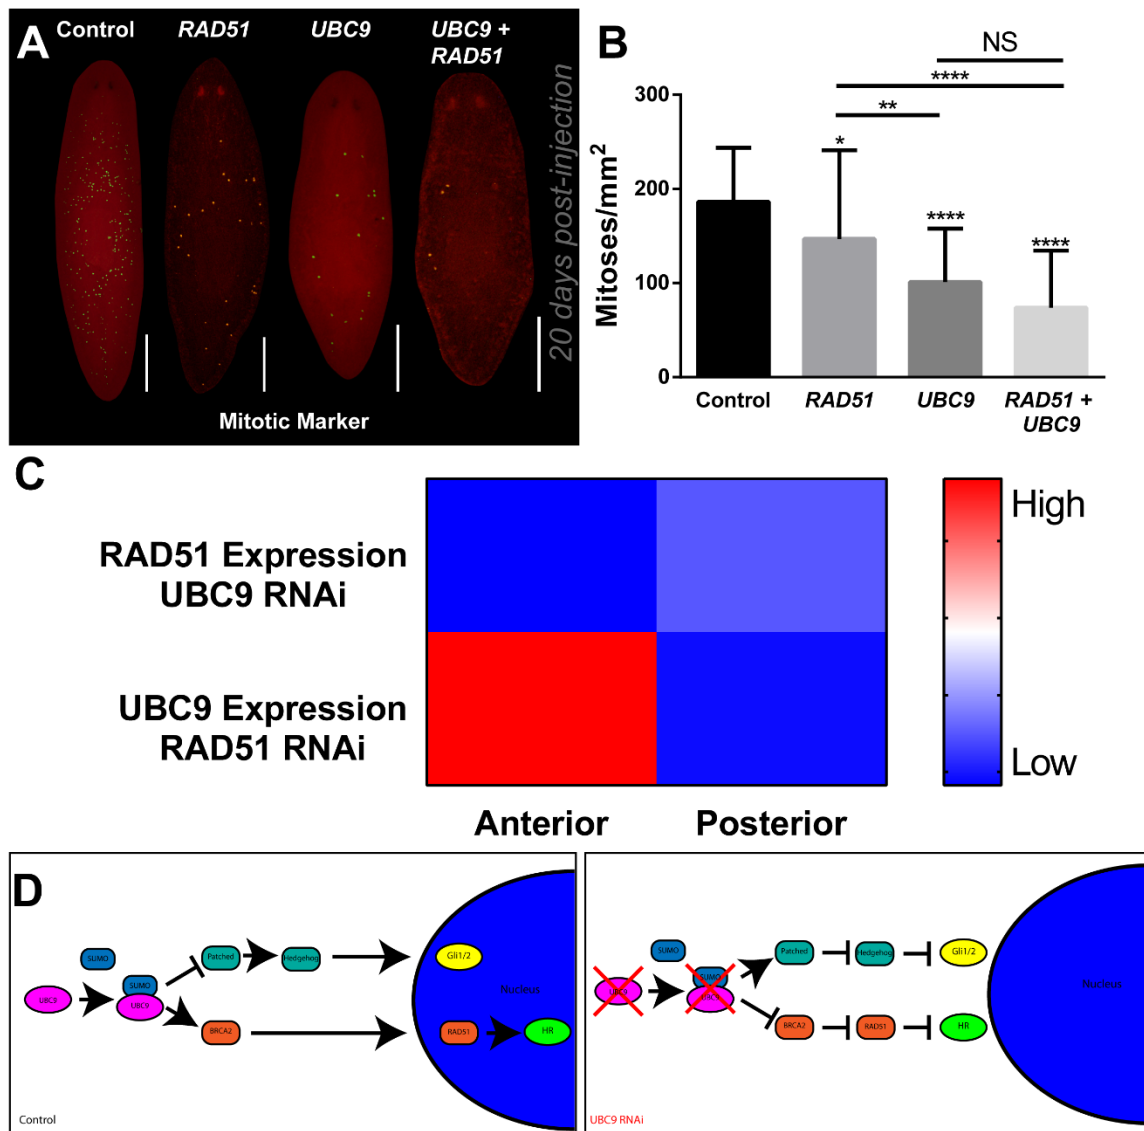 A
Control
RAD51
UBC9
UBC9 +
RAD51
20 days post-injection
Mitotic Marker
B
NS
****
**
*
****
****
300
200
100
0
Mitoses/mm²
Control
RAD51
UBC9
RAD51 +
UBC9
C
RAD51 Expression
UBC9 RNAi
UBC9 Expression
RAD51 RNAi
Anterior
Posterior
High
Low
D
SUMO
UBC9
SUMO
UBC9
Patched
Hedgehog
Gli1/2
Nucleus
BRCA2
RAD51
HR
Control
SUMO
UBC9
SUMO
UBC9
Patched
Hedgehog
Gli1/2
Nucleus
BRCA2
RAD51
HR
UBC9 RNAi